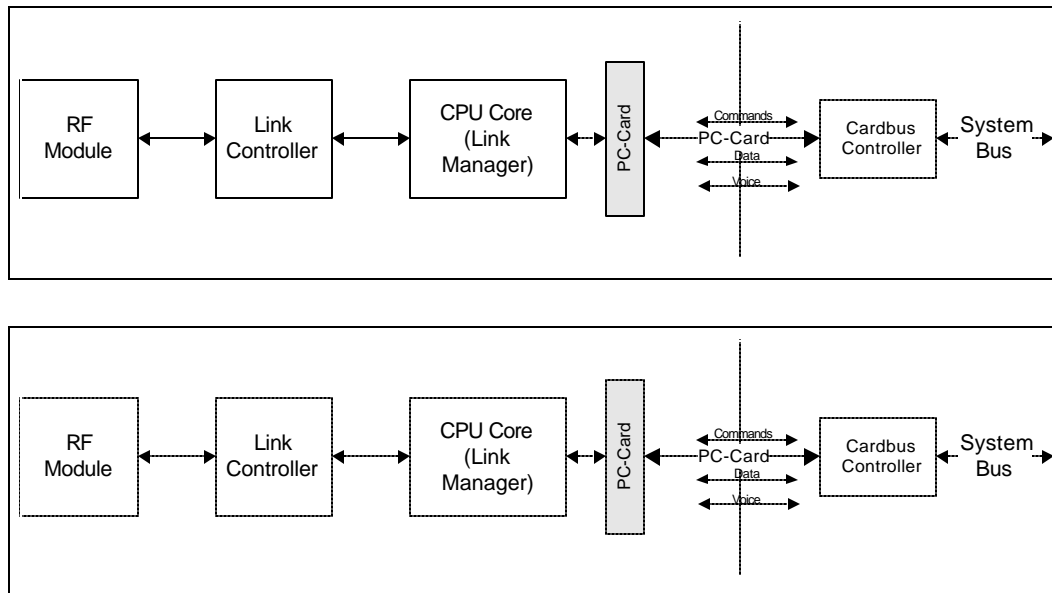 RF
Module
Link
Controller
CPU Core
(Link
Manager)
PC-Card
Commands
PC-Card
Data
Voice
Cardbus
Controller
System
Bus
RF
Module
Link
Controller
CPU Core
(Link
Manager)
PC-Card
Commands
PC-Card
Data
Voice
Cardbus
Controller
System
Bus